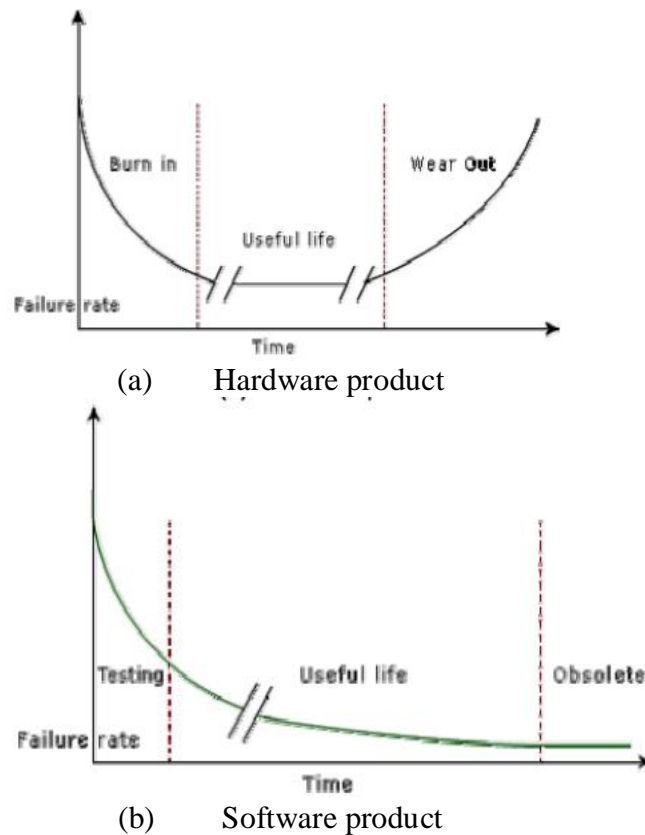 Burn in
Wear Out
Useful life
Failure rate
Time
(a) Hardware product
Testing
Useful life
Obsolete
Failure rate
Time
(b) Software product